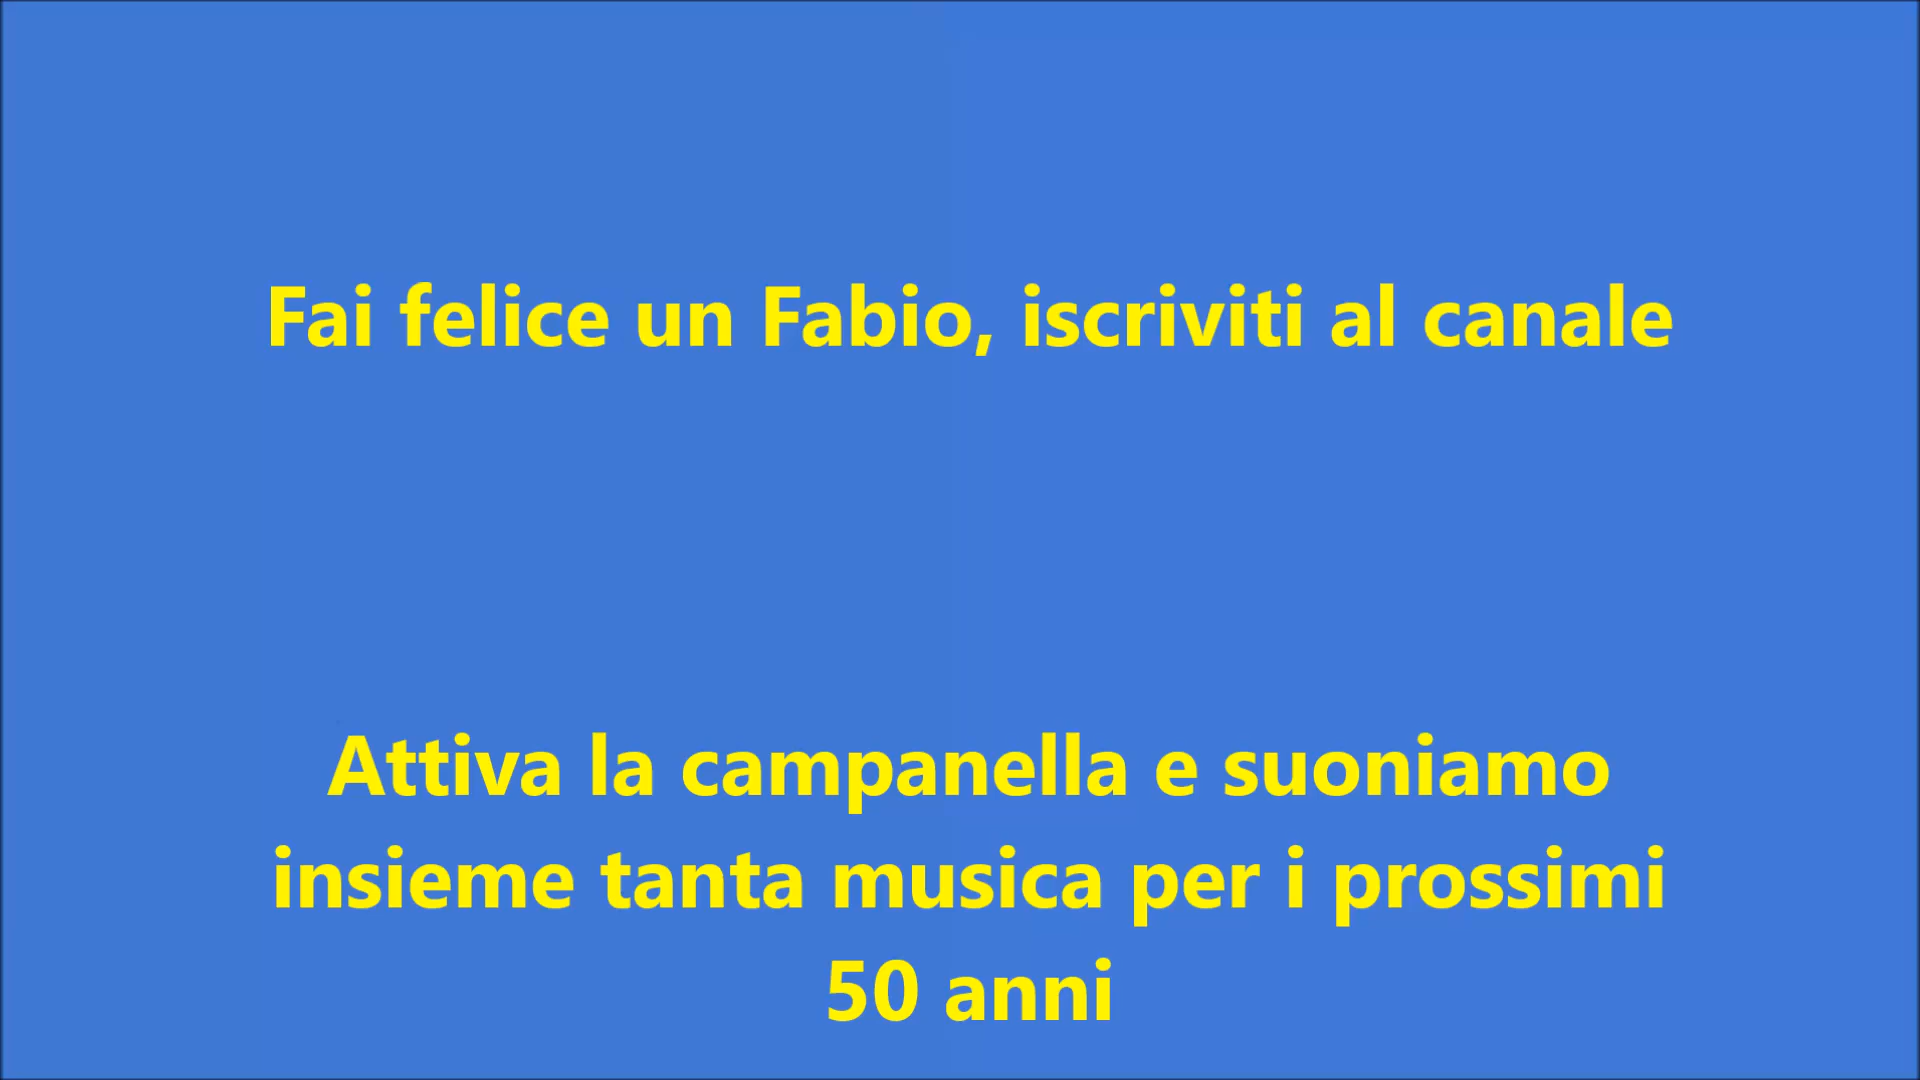 Fai felice un Fabio, iscriviti al canale
Attiva la campanella e suoniamo
insieme tanta musica per i prossimi
50 anni